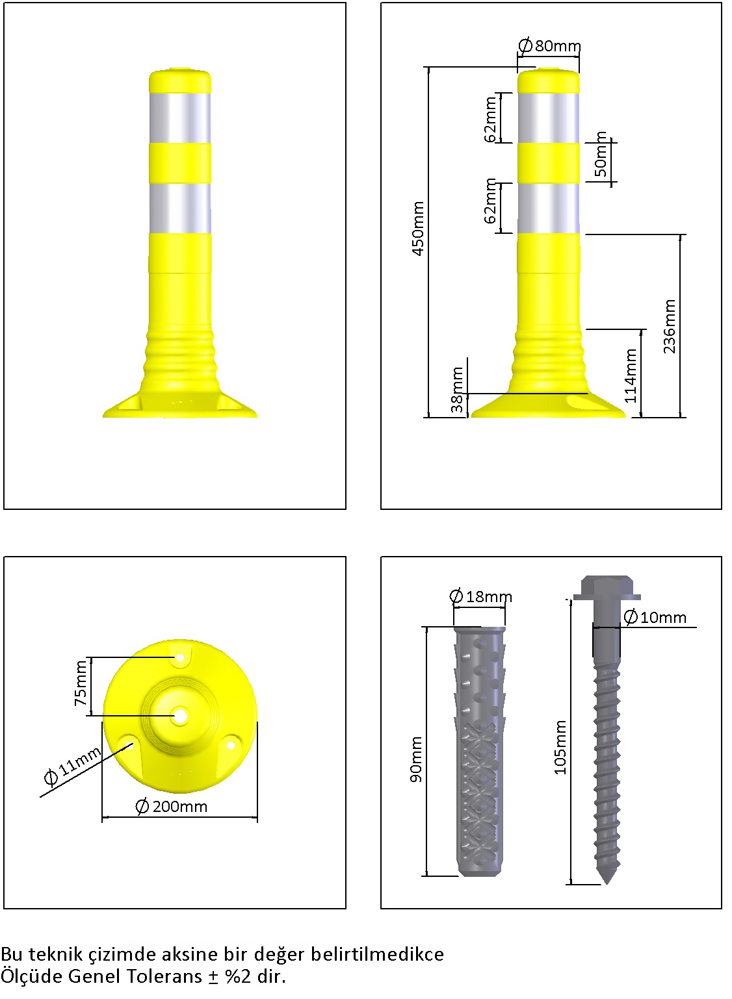 Ø80mm
62mm
50mm
62mm
450mm
236mm
114mm
38mm
75mm
Ø11mm
Ø200mm
Ø18mm
Ø10mm
90mm
105mm
Bu teknik çizimde aksine bir değer belirtilmedikce
Ölçüde Genel Tolerans ± %2 dir.